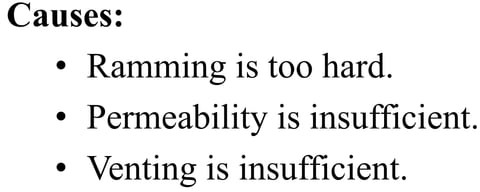 Causes:
• Ramming is too hard.
• Permeability is insufficient.
• Venting is insufficient.